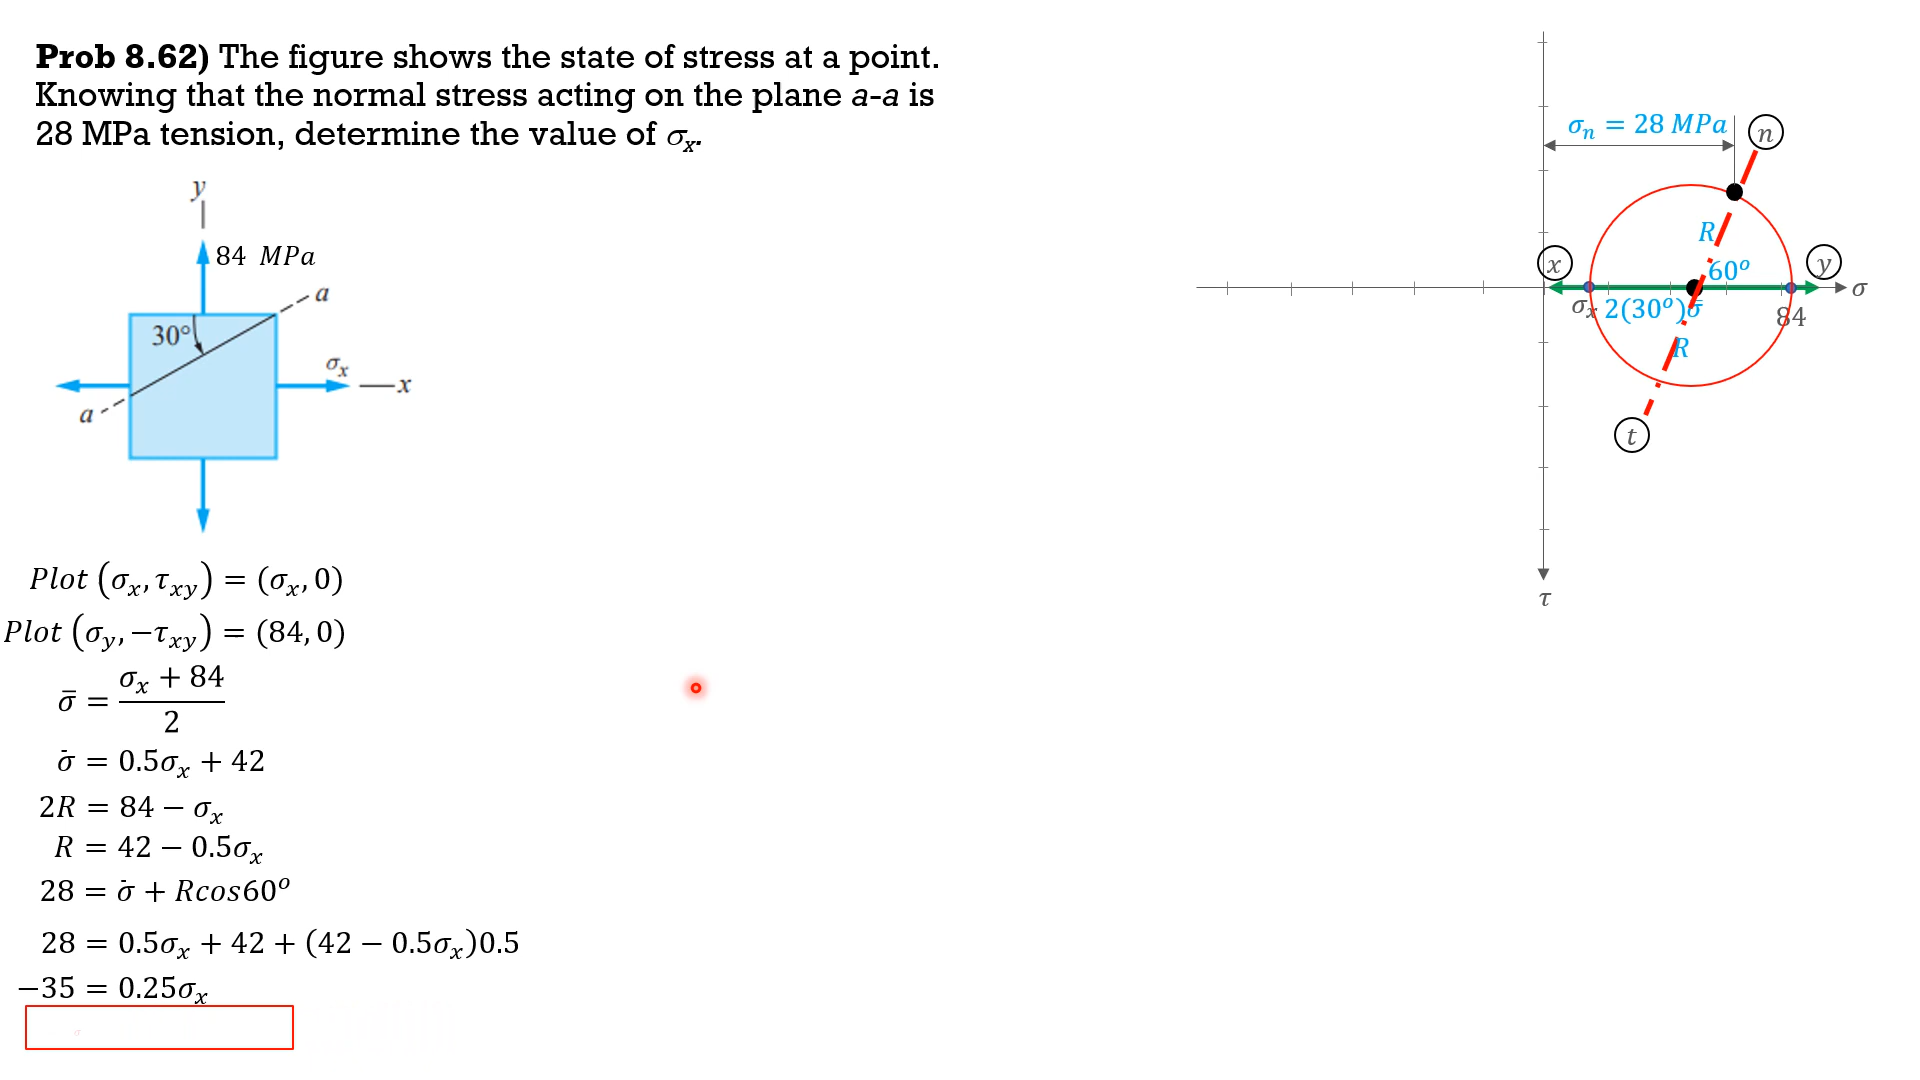 Prob 8.62) The figure shows the state of stress at a point.
Knowing that the normal stress acting on the plane a-a is
28 MPa tension, determine the value of σₓ.
y
84 MPa
a
30°
σₓ
x
a
Plot (σₓ, τₓᵧ) = (σₓ, 0)
Plot (σᵧ, −τₓᵧ) = (84, 0)
σ̄ = (σₓ + 84)/2
σ̄ = 0.5σₓ + 42
2R = 84 − σₓ
R = 42 − 0.5σₓ
28 = σ̄ + Rcos60°
28 = 0.5σₓ + 42 + (42 − 0.5σₓ)0.5
−35 = 0.25σₓ
σₙ = 28 MPa
n
R
x
60°
y
σ
σₓ
2(30°)
σ̄
84
R
t
τ